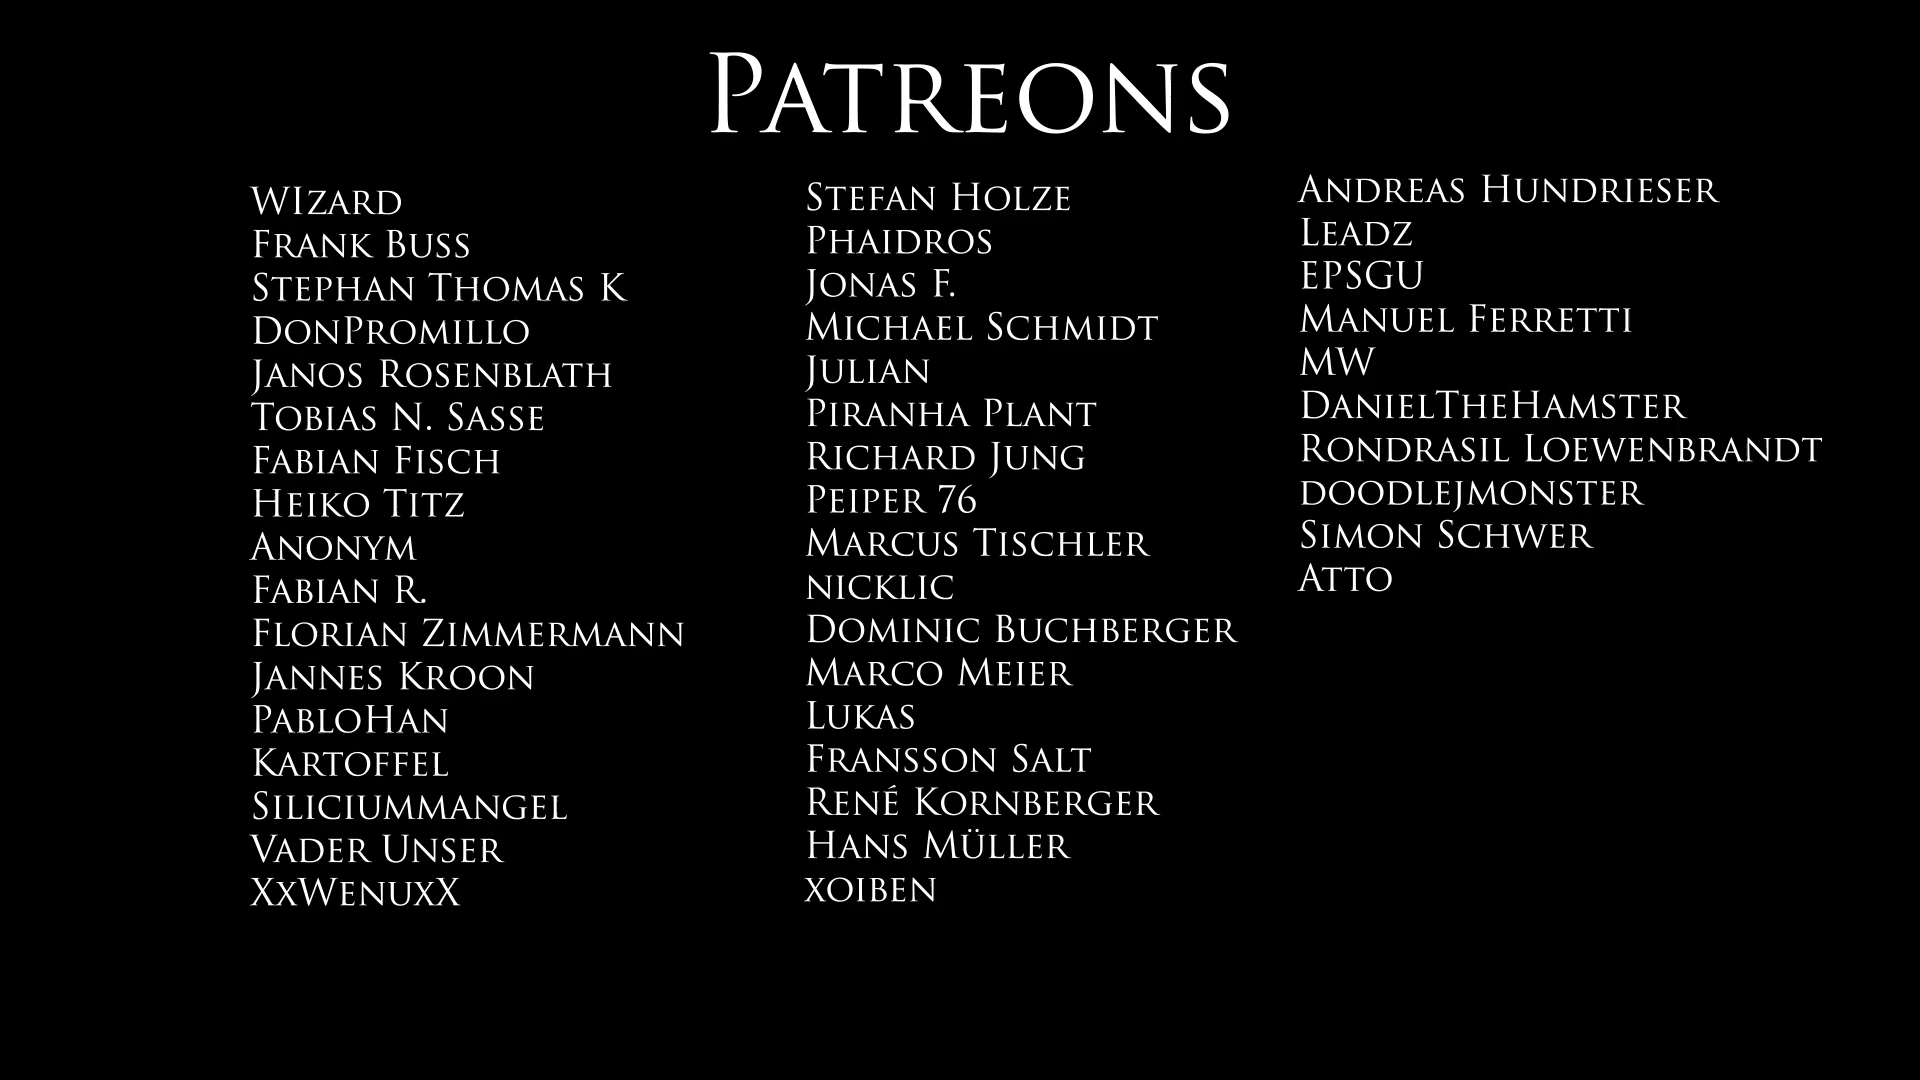 Patreons
WIzard
Frank Buss
Stephan Thomas K
DonPromillo
Janos Rosenblath
Tobias N. Sasse
Fabian Fisch
Heiko Titz
Anonym
Fabian R.
Florian Zimmermann
Jannes Kroon
PabloHan
Kartoffel
Siliciummangel
Vader Unser
XxWenuxX
Stefan Holze
Phaidros
Jonas F.
Michael Schmidt
Julian
Piranha Plant
Richard Jung
Peiper 76
Marcus Tischler
nicklic
Dominic Buchberger
Marco Meier
Lukas
Fransson Salt
René Kornberger
Hans Müller
xoiben
Andreas Hundrieser
Leadz
EPSGU
Manuel Ferretti
MW
DanielTheHamster
Rondrasil Loewenbrandt
doodlejmonster
Simon Schwer
Atto